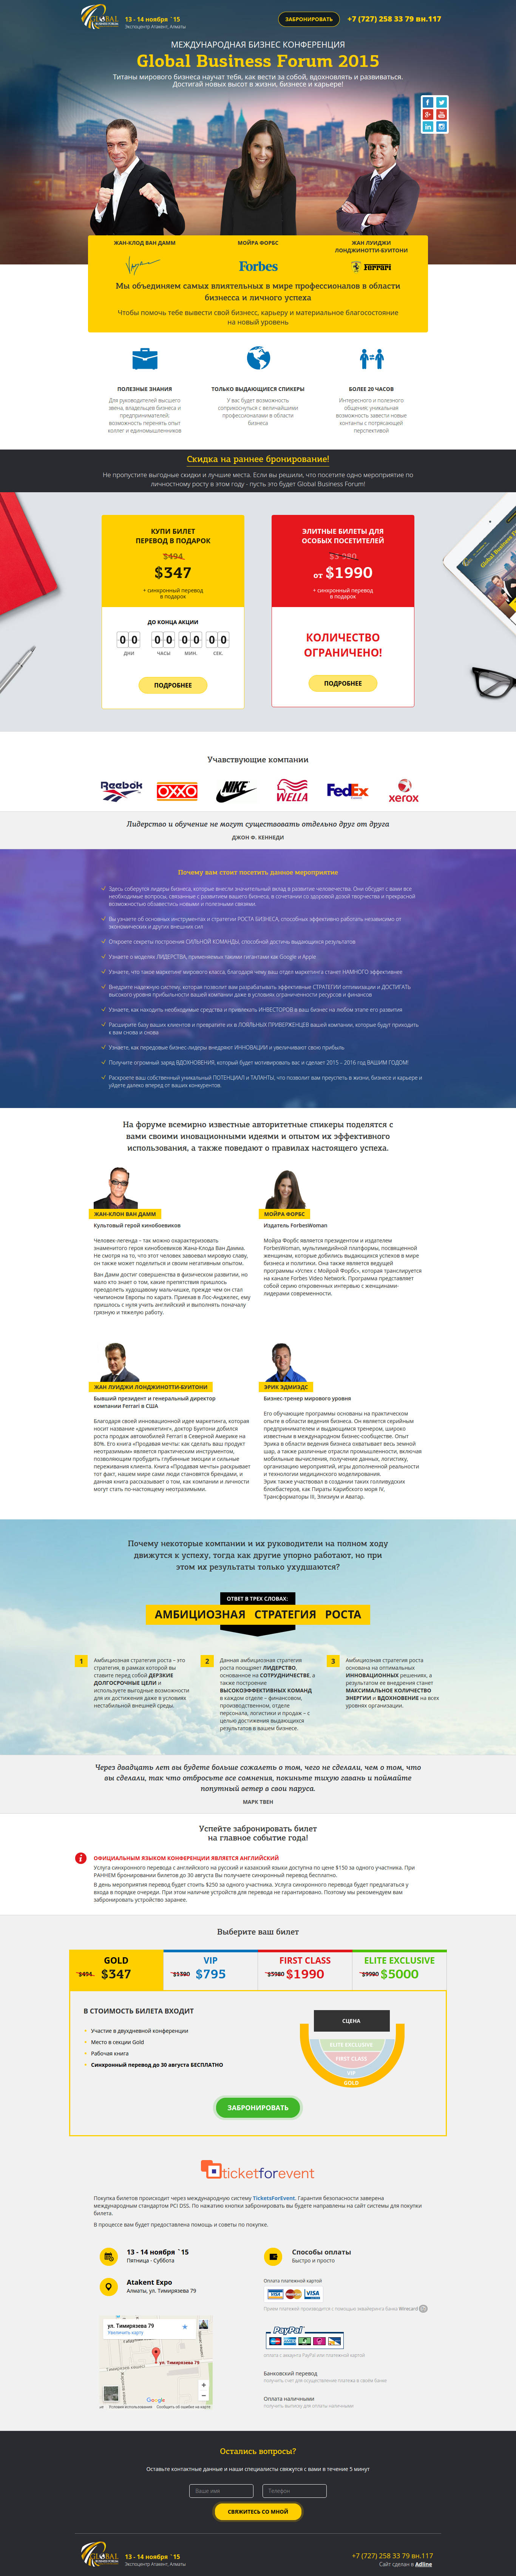 GLOBAL
BUSINESS FORUM
13 - 14 ноября `15
Экспоцентр Атакент, Алматы
ЗАБРОНИРОВАТЬ
+7 (727) 258 33 79 вн.117
МЕЖДУНАРОДНАЯ БИЗНЕС КОНФЕРЕНЦИЯ
Global Business Forum 2015
Титаны мирового бизнеса научат тебя, как вести за собой, вдохновлять и развиваться.
Достигай новых высот в жизни, бизнесе и карьере!
ЖАН-КЛОД ВАН ДАММ
МОЙРА ФОРБС
ЖАН ЛУИДЖИ
ЛОНДЖИНОТТИ-БУИТОНИ
Forbes
Ferrari
Мы объединяем самых влиятельных в мире профессионалов в области
бизнеса и личного успеха
Чтобы помочь тебе вывести свой бизнес, карьеру и материальное благосостояние
на новый уровень
ПОЛЕЗНЫЕ ЗНАНИЯ
Для руководителей высшего
звена, владельцев бизнеса и
предпринимателей:
возможность перенять опыт
коллег и единомышленников
ТОЛЬКО ВЫДАЮЩИЕСЯ СПИКЕРЫ
У вас будет возможность
соприкоснуться с величайшими
профессионалами в области
бизнеса
БОЛЕЕ 20 ЧАСОВ
Интересного и полезного
общения: уникальная
возможность завести новые
контакты с потрясающей
перспективой
Скидка на раннее бронирование!
Не пропустите выгодные скидки и лучшие места. Если вы решили, что посетите одно мероприятие по
личностному росту в этом году - пусть это будет Global Business Forum!
КУПИ БИЛЕТ
ПЕРЕВОД В ПОДАРОК
$494
$347
+ синхронный перевод
в подарок
ДО КОНЦА АКЦИИ
0 0 0 0 0 0 0 0
ДНИ ЧАСЫ МИН. СЕК.
ПОДРОБНЕЕ
ЭЛИТНЫЕ БИЛЕТЫ ДЛЯ
ОСОБЫХ ПОСЕТИТЕЛЕЙ
от $1990
+ синхронный перевод
в подарок
КОЛИЧЕСТВО
ОГРАНИЧЕНО!
ПОДРОБНЕЕ
Учавствующие компании
Reebok
OXXO
NIKE
WELLA
FedEx
xerox
Лидерство и обучение не могут существовать отдельно друг от друга
ДЖОН Ф. КЕННЕДИ
Почему вам стоит посетить данное мероприятие
Здесь соберутся лидеры бизнеса, которые внесли значительный вклад в развитие человечества. Они обсудят с вами все
необходимые вопросы, связанные с развитием вашего бизнеса, в сочетании со здоровой дозой творчества и прекрасной
возможностью обзавестись новыми и полезными связями.
Вы узнаете об основных инструментах и стратегии РОСТА БИЗНЕСА, способных эффективно работать независимо от
экономических и других внешних сил
Откроете секреты построения СИЛЬНОЙ КОМАНДЫ, способной достичь выдающихся результатов
Узнаете о моделях ЛИДЕРСТВА, применяемых такими гигантами как Google и Apple
Узнаете, что такое маркетинг мирового класса, благодаря чему ваш отдел маркетинга станет НАМНОГО эффективнее
Внедрите надежную систему, которая позволит вам разрабатывать эффективные СТРАТЕГИИ оптимизации и ДОСТИГАТЬ
высокого уровня прибыльности вашей компании даже в условиях ограниченности ресурсов и финансов
Узнаете, как находить необходимые средства и привлекать ИНВЕСТОРОВ в ваш бизнес на любом этапе его развития
Расширите базу ваших клиентов и превратите их в ЛОЯЛЬНЫХ ПРИВЕРЖЕНЦЕВ вашей компании, которые будут приходить
к вам снова и снова
Узнаете, как передовые бизнес-лидеры внедряют ИННОВАЦИИ и увеличивают свою прибыль
Получите огромный заряд ВДОХНОВЕНИЯ, который будет мотивировать вас и сделает 2015 – 2016 год ВАШИМ ГОДОМ!
Раскроете ваш собственный уникальный ПОТЕНЦИАЛ и ТАЛАНТЫ, что позволит вам преуспеть в жизни, бизнесе и карьере и
уйдете далеко вперед от ваших конкурентов.
На форуме всемирно известные авторитетные спикеры поделятся с
вами своими иновационными идеями и опытом их эффективного
использования, а также поведают о правилах настоящего успеха.
ЖАН-КЛОН ВАН ДАММ
Культовый герой кинобоевиков
Человек-легенда – так можно охарактеризовать
знаменитого героя кинобоевиков Жана-Клода Ван Дамма.
Не смотря на то, что этот человек завоевал мировую славу,
он также может поделиться и своим негативным опытом.
Ван Дамм достиг совершенства в физическом развитии, но
мало кто знает о том, какие препятствия пришлось
преодолеть худощавому мальчишке, прежде чем он стал
чемпионом Европы по каратэ. Приехав в Лос-Анджелес, ему
пришлось с нуля учить английский и выполнять поначалу
грязную и тяжелую работу.
МОЙРА ФОРБС
Издатель ForbesWoman
Мойра Форбс является президентом и издателем
ForbesWoman, мультимедийной платформы, посвященной
женщинам, которые добились выдающихся успехов в мире
бизнеса и политики. Она также является ведущей
программы «Успех с Мойрой Форбс», которая транслируется
на канале Forbes Video Network. Программа представляет
собой серию откровенных интервью с женщинами-
лидерами современности.
ЖАН ЛУИДЖИ ЛОНДЖИНОТТИ-БУИТОНИ
Бывший президент и генеральный директор
компании Ferrari в США
Благодаря своей инновационной идее маркетинга, которая
носит название «дримкетинг», доктор Буитони добился
роста продаж автомобилей Ferrari в Северной Америке на
80%. Его книга «Продавая мечты: как сделать ваш продукт
неотразимым» является практическим инструментом,
позволяющим пробудить глубинные эмоции и сильные
переживания клиента. Книга «Продавая мечты» раскрывает
тот факт, нашем мире сами люди становятся брендами, и
данная книга рассказывает о том, как компании и личности
могут стать по-настоящему неотразимыми.
ЭРИК ЭДМИЭДС
Бизнес-тренер мирового уровня
Его обучающие программы основаны на практическом
опыте в области ведения бизнеса. Он является серийным
предпринимателем и выдающимся тренером, широко
известным в международном бизнес-сообществе. Опыт
Эрика в области ведения бизнеса охватывает весь земной
шар, а также различные отрасли промышленности, включая
мобильные вычисления, получение данных, логистику,
организацию мероприятий, игры дополненной реальности
и технологии медицинского моделирования.
Эрик также участвовал в создании таких голливудских
блокбастеров, как Пираты Карибского моря IV,
Трансформаторы III, Элизиум и Аватар.
Почему некоторые компании и их руководители на полном ходу
движутся к успеху, тогда как другие упорно работают, но при
этом их результаты только ухудшаются?
ОТВЕТ В ТРЕХ СЛОВАХ:
АМБИЦИОЗНАЯ СТРАТЕГИЯ РОСТА
1
Амбициозная стратегия роста – это
стратегия, в рамках которой вы
ставите перед собой ДЕРЗКИЕ
ДОЛГОСРОЧНЫЕ ЦЕЛИ и
используете выгодные возможности
для их достижения даже в условиях
нестабильной внешней среды.
2
Данная амбициозная стратегия
роста поощряет ЛИДЕРСТВО,
основанное на СОТРУДНИЧЕСТВЕ, а
также построение
ВЫСОКОЭФФЕКТИВНЫХ КОМАНД
в каждом отделе – финансовом,
производственном, отделе
персонала, логистики и продаж – с
целью достижения выдающихся
результатов в вашем бизнесе.
3
Амбициозная стратегия роста
основана на оптимальных
ИННОВАЦИОННЫХ решениях, а
результатом ее внедрения станет
МАКСИМАЛЬНОЕ КОЛИЧЕСТВО
ЭНЕРГИИ и ВДОХНОВЕНИЕ на всех
уровнях организации.
Через двадцать лет вы будете больше сожалеть о том, чего не сделали, чем о том, что
вы сделали, так что отбросьте все сомнения, покиньте тихую гавань и поймайте
попутный ветер в свои паруса.
МАРК ТВЕН
Успейте забронировать билет
на главное событие года!
ОФИЦИАЛЬНЫМ ЯЗЫКОМ КОНФЕРЕНЦИИ ЯВЛЯЕТСЯ АНГЛИЙСКИЙ
Услуга синхронного перевода с английского на русский и казахский языки доступна по цене $150 за одного участника. При
РАННЕМ бронировании билетов до 30 августа Вы получаете синхронный перевод бесплатно.
В день мероприятия перевод будет стоить $250 за одного участника. Услуга синхронного перевода будет предлагаться у
входа в порядке очереди. При этом наличие устройств для перевода не гарантировано. Поэтому мы рекомендуем вам
забронировать устройство заранее.
Выберите ваш билет
GOLD
$494 $347
VIP
$1390 $795
FIRST CLASS
$5980 $1990
ELITE EXCLUSIVE
$9990 $5000
В СТОИМОСТЬ БИЛЕТА ВХОДИТ
Участие в двухдневной конференции
Место в секции Gold
Рабочая книга
Синхронный перевод до 30 августа БЕСПЛАТНО
СЦЕНА
ELITE EXCLUSIVE
FIRST CLASS
VIP
GOLD
ЗАБРОНИРОВАТЬ
ticketforevent
Покупка билетов происходит через международную систему TicketsForEvent. Гарантия безопасности заверена
международным стандартом PCI DSS. По нажатию кнопки забронировать вы будете направлены на сайт системы для покупки
билета.
В процессе вам будет предоставлена помощь и советы по покупке.
13 - 14 ноября `15
Пятница - Суббота
Atakent Expo
Алматы, ул. Тимирязева 79
ул. Тимирязева 79
Увеличить карту
ул. Тимирязева 79
Google
Условия использования Сообщить об ошибке на карте
Способы оплаты
Быстро и просто
Оплата платежной картой
VISA MasterCard VISA
Прием платежей производится с помощью эквайринга банка Wirecard
PayPal
оплата с аккаунта PayPal или платежной картой
Банковский перевод
получить счет для осуществления платежа в своём банке
Оплата наличными
получить выписку для оплаты наличными
Остались вопросы?
Оставьте контактные данные и наши специалисты свяжутся с вами в течение 5 минут
Ваше имя
Телефон
СВЯЖИТЕСЬ СО МНОЙ
GLOBAL
BUSINESS FORUM
13 - 14 ноября `15
Экспоцентр Атакент, Алматы
+7 (727) 258 33 79 вн.117
Сайт сделан в Adline